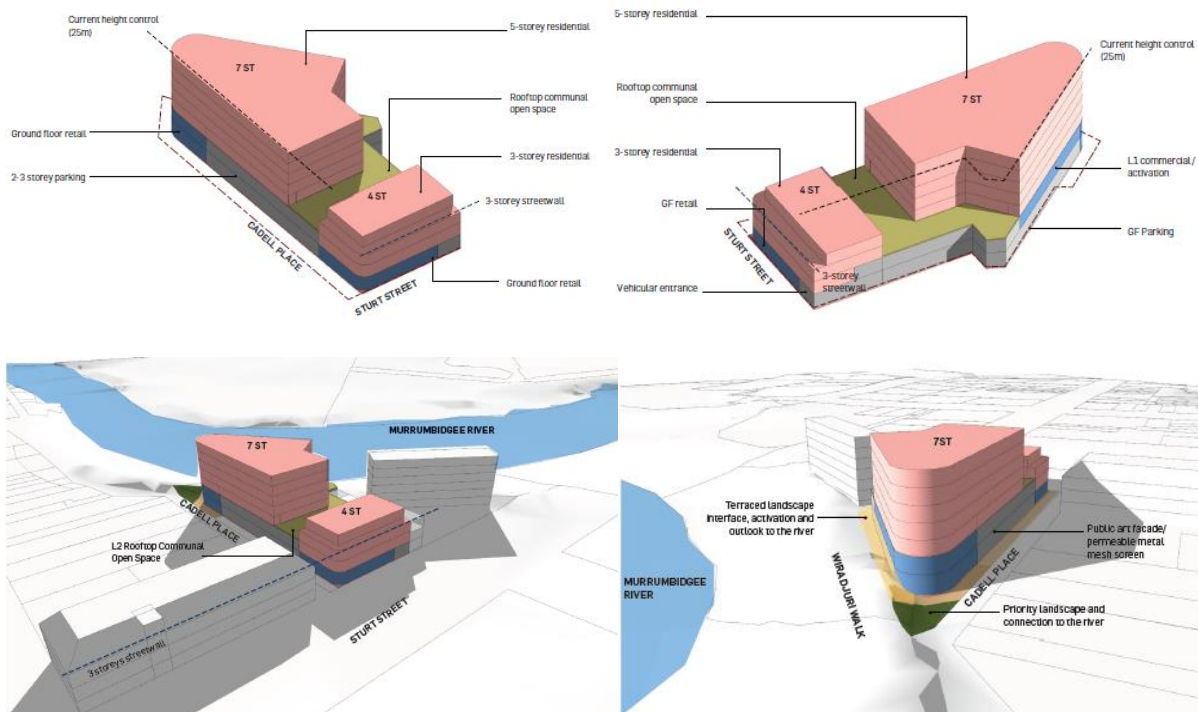 Current height control
(25m)
7 ST
5-storey residential
Rooftop communal
open space
Ground floor retail
3-storey residential
2-3 storey parking
4 ST
3-storey streetwall
CADELL PLACE
Ground floor retail
STURT STREET
5-storey residential
Current height control
(25m)
7 ST
Rooftop communal
open space
3-storey residential
4 ST
L1 commercial/
activation
GF retail
GF Parking
STURT STREET
3-storey
streetwall
Vehicular entrance
MURRUMBIDGEE RIVER
7 ST
CADELL PLACE
4 ST
L2 Rooftop Communal
Open Space
STURT STREET
3 storeys streetwall
7ST
Terraced landscape
interface, activation and
outlook to the river
Public art facade/
permeable metal
mesh screen
MURRUMBIDGEE
RIVER
WIRADJURI WALK
CADELL PLACE
Priority landscape and
connection to the river